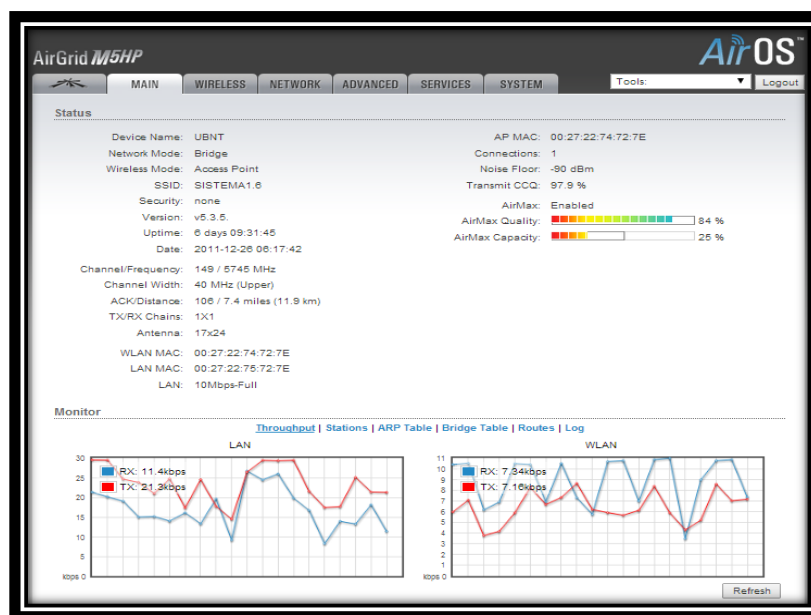 AirGrid M5HP
AirOS™
MAIN WIRELESS NETWORK ADVANCED SERVICES SYSTEM Tools: Logout
Status
Device Name: UBNT
Network Mode: Bridge
Wireless Mode: Access Point
SSID: SISTEMA1.6
Security: none
Version: v5.3.5.
Uptime: 6 days 09:31:45
Date: 2011-12-26 06:17:42
Channel/Frequency: 149 / 5745 MHz
Channel Width: 40 MHz (Upper)
ACK/Distance: 106 / 7.4 miles (11.9 km)
TX/RX Chains: 1X1
Antenna: 17x24
WLAN MAC: 00:27:22:74:72:7E
LAN MAC: 00:27:22:75:72:7E
LAN: 10Mbps-Full
AP MAC: 00:27:22:74:72:7E
Connections: 1
Noise Floor: -90 dBm
Transmit CCQ: 97.9 %
AirMax: Enabled
AirMax Quality: 84 %
AirMax Capacity: 25 %
Monitor
Throughput | Stations | ARP Table | Bridge Table | Routes | Log
LAN
30
25
20
15
10
5
kbps 0
RX: 11.4kbps
TX: 21.3kbps
WLAN
11
10
9
8
7
6
5
4
3
2
1
kbps 0
RX: 7.34kbps
TX: 7.16kbps
Refresh